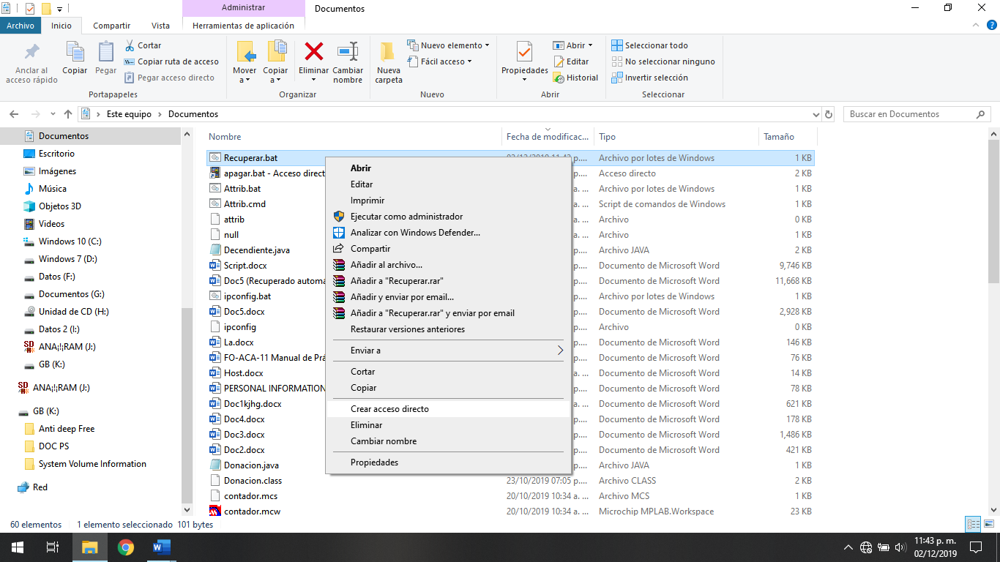 Administrar
Documentos
Archivo
Inicio
Compartir
Vista
Herramientas de aplicación
Anclar al acceso rápido
Copiar
Pegar
Cortar
Copiar ruta de acceso
Pegar acceso directo
Portapapeles
Mover a
Copiar a
Eliminar
Cambiar nombre
Organizar
Nueva carpeta
Nuevo elemento
Fácil acceso
Nuevo
Propiedades
Abrir
Editar
Historial
Abrir
Seleccionar todo
No seleccionar ninguno
Invertir selección
Seleccionar
Este equipo > Documentos
Buscar en Documentos
Documentos
Escritorio
Imágenes
Música
Objetos 3D
Videos
Windows 10 (C:)
Windows 7 (D:)
Datos (F:)
Documentos (G:)
Unidad de CD (H:)
Datos 2 (I:)
ANA¡!¡RAM (J:)
GB (K:)
ANA¡!¡RAM (J:)
GB (K:)
Anti deep Free
DOC PS
System Volume Information
Red
Nombre Fecha de modificac... Tipo Tamaño
Recuperar.bat Archivo por lotes de Windows 1 KB
apagar.bat - Acceso direct Acceso directo 2 KB
Attrib.bat Archivo por lotes de Windows 1 KB
Attrib.cmd Script de comandos de Windows 1 KB
attrib Archivo 0 KB
null Archivo 1 KB
Decendiente.java Archivo JAVA 2 KB
Script.docx Documento de Microsoft Word 9,746 KB
Doc5 (Recuperado automá Documento de Microsoft Word 11,668 KB
ipconfig.bat Archivo por lotes de Windows 1 KB
Doc5.docx Documento de Microsoft Word 2,928 KB
ipconfig Archivo 0 KB
La.docx Documento de Microsoft Word 146 KB
FO-ACA-11 Manual de Prá Documento de Microsoft Word 76 KB
Host.docx Documento de Microsoft Word 14 KB
PERSONAL INFORMATION Documento de Microsoft Word 78 KB
Doc1kjhg.docx Documento de Microsoft Word 621 KB
Doc4.docx Documento de Microsoft Word 178 KB
Doc3.docx Documento de Microsoft Word 1,486 KB
Doc2.docx Documento de Microsoft Word 421 KB
Donacion.java Archivo JAVA 1 KB
Donacion.class 23/10/2019 07:05 p.... Archivo CLASS 2 KB
contador.mcs 20/10/2019 10:34 a. ... Archivo MCS 1 KB
contador.mcw 20/10/2019 10:34 a. ... Microchip MPLAB.Workspace 23 KB
Abrir
Editar
Imprimir
Ejecutar como administrador
Analizar con Windows Defender...
Compartir
Añadir al archivo...
Añadir a "Recuperar.rar"
Añadir y enviar por email...
Añadir a "Recuperar.rar" y enviar por email
Restaurar versiones anteriores
Enviar a
Cortar
Copiar
Crear acceso directo
Eliminar
Cambiar nombre
Propiedades
60 elementos 1 elemento seleccionado 101 bytes
11:43 p. m.
02/12/2019